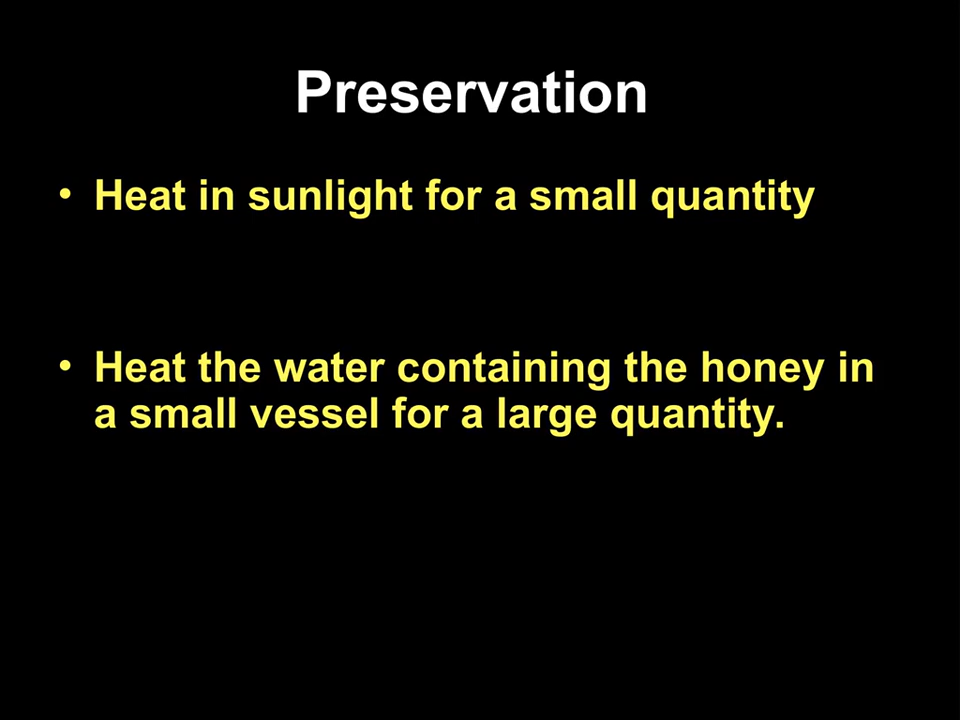 Preservation
• Heat in sunlight for a small quantity
• Heat the water containing the honey in
a small vessel for a large quantity.